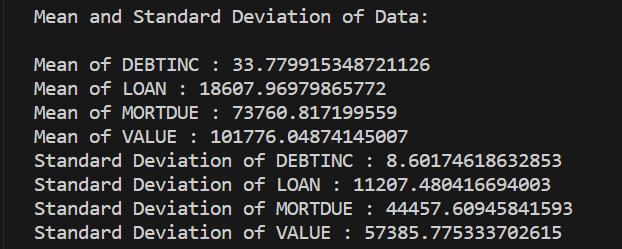 Mean and Standard Deviation of Data:
Mean of DEBTINC : 33.779915348721126
Mean of LOAN : 18607.96979865772
Mean of MORTDUE : 73760.817199559
Mean of VALUE : 101776.04874145007
Standard Deviation of DEBTINC : 8.60174618632853
Standard Deviation of LOAN : 11207.480416694003
Standard Deviation of MORTDUE : 44457.60945841593
Standard Deviation of VALUE : 57385.775333702615